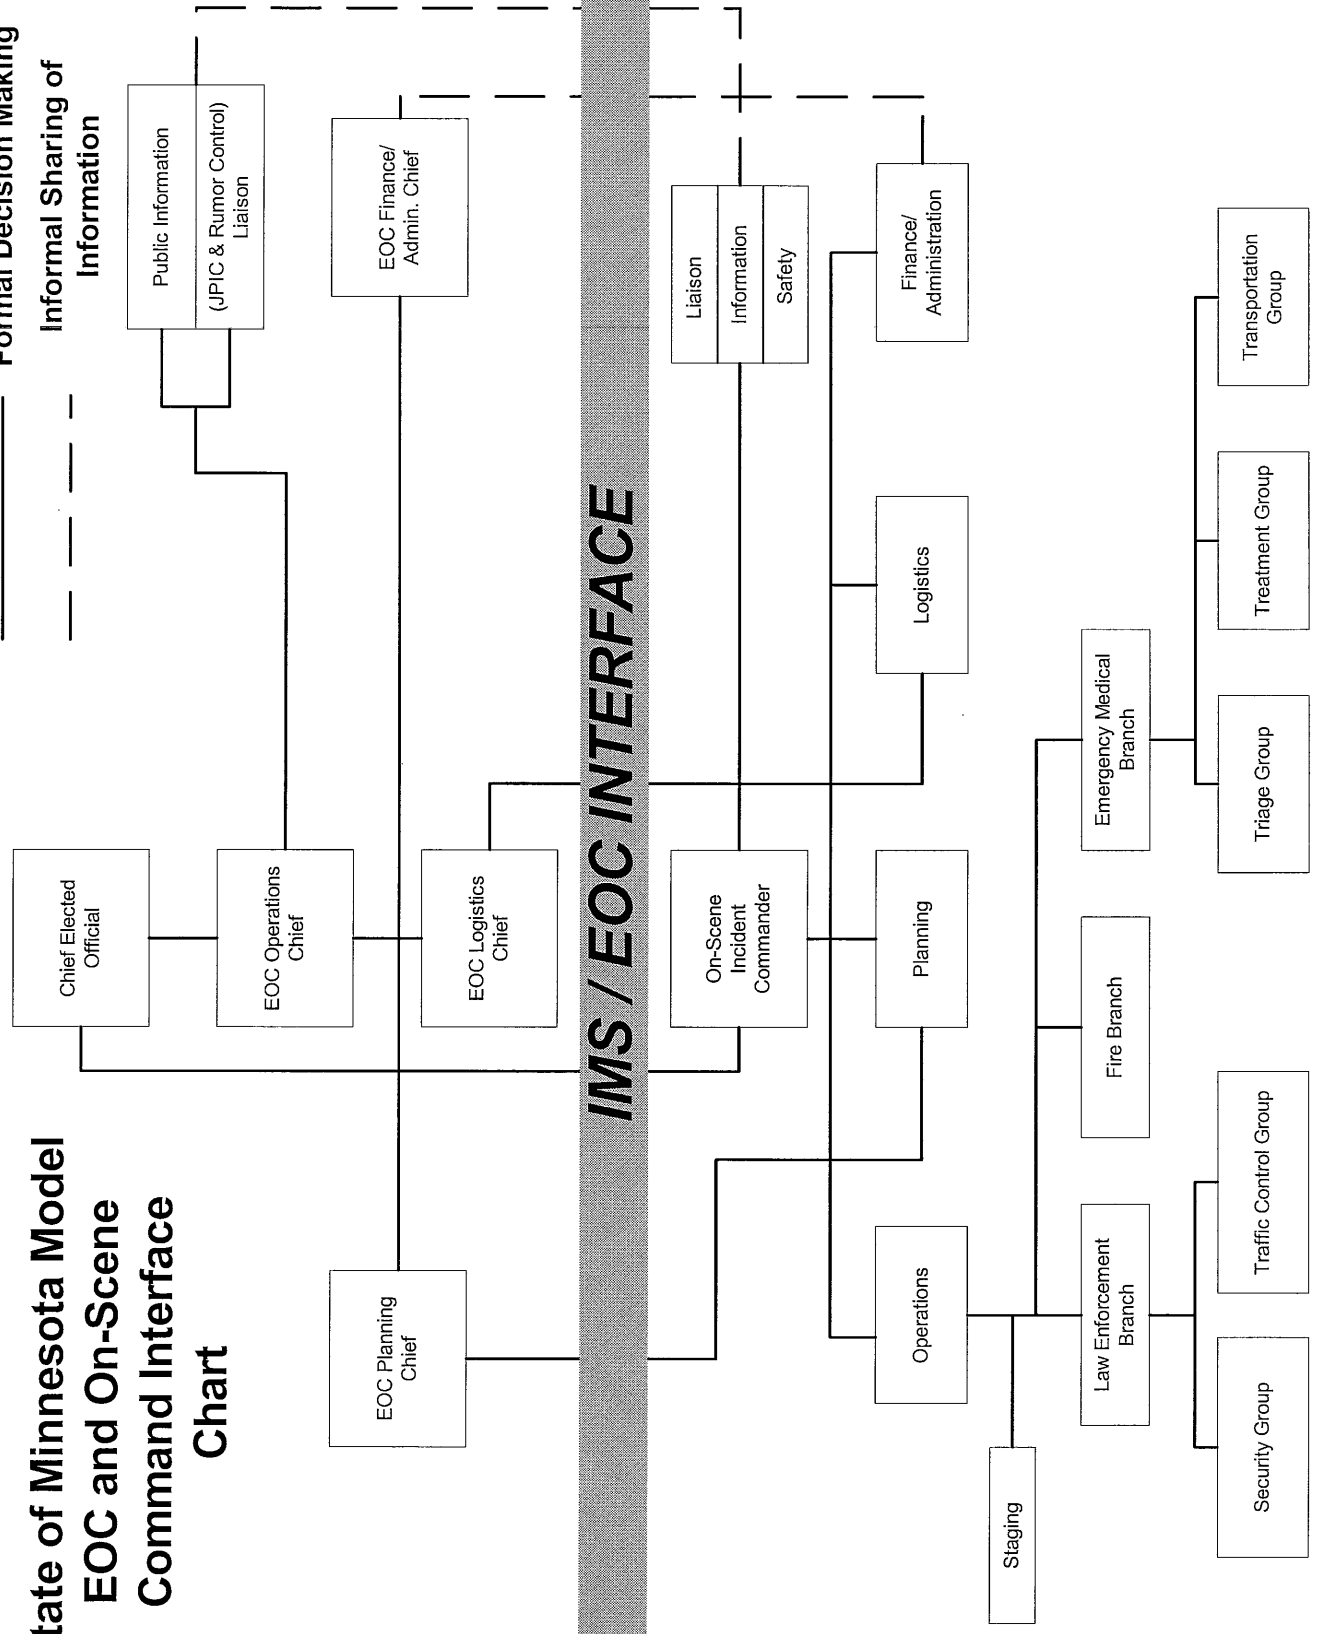 tate of Minnesota Model
EOC and On-Scene
Command Interface
Chart
Formal Decision Making
Informal Sharing of
Information
Chief Elected
Official
Public Information
(JPIC & Rumor Control)
Liaison
EOC Operations
Chief
EOC Planning
Chief
EOC Finance/
Admin. Chief
EOC Logistics
Chief
IMS / EOC INTERFACE
On-Scene
Incident
Commander
Liaison
Information
Safety
Operations
Planning
Logistics
Finance/
Administration
Staging
Law Enforcement
Branch
Fire Branch
Emergency Medical
Branch
Security Group
Traffic Control Group
Triage Group
Treatment Group
Transportation
Group